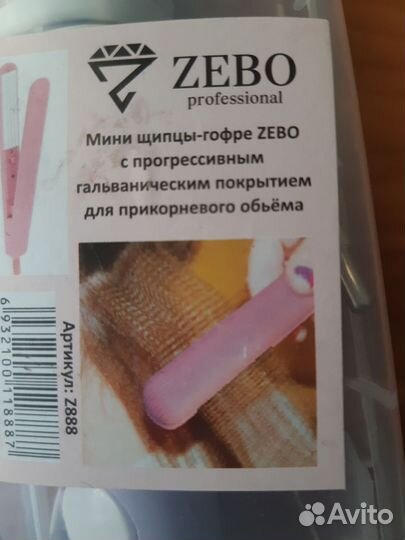 ZEBO
professional
Мини щипцы-гофре ZEBO
с прогрессивным
гальваническим покрытием
для прикорневого обьёма
Артикул: Z888
6932100118887
Avito